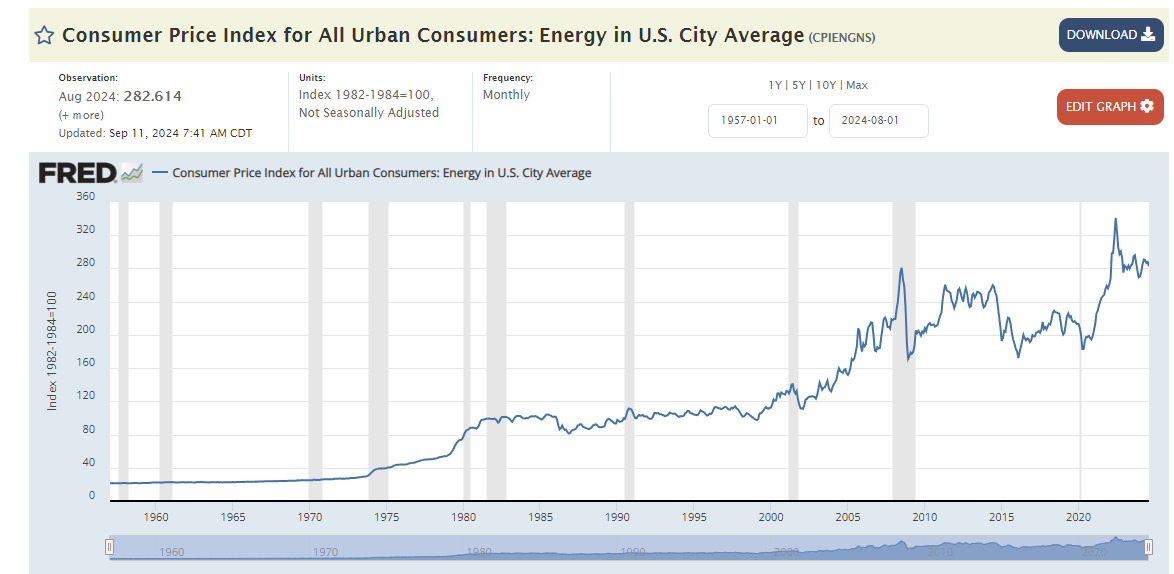 Consumer Price Index for All Urban Consumers: Energy in U.S. City Average (CPIENGNS)
DOWNLOAD
Observation:
Aug 2024: 282.614
(+ more)
Updated: Sep 11, 2024 7:41 AM CDT
Units:
Index 1982-1984=100,
Not Seasonally Adjusted
Frequency:
Monthly
1Y | 5Y | 10Y | Max
1957-01-01 to 2024-08-01
EDIT GRAPH
FRED
Consumer Price Index for All Urban Consumers: Energy in U.S. City Average
Index 1982-1984=100
360
320
280
240
200
160
120
80
40
0
1960 1965 1970 1975 1980 1985 1990 1995 2000 2005 2010 2015 2020
1960 1970 1980 1990 2000 2010 2020